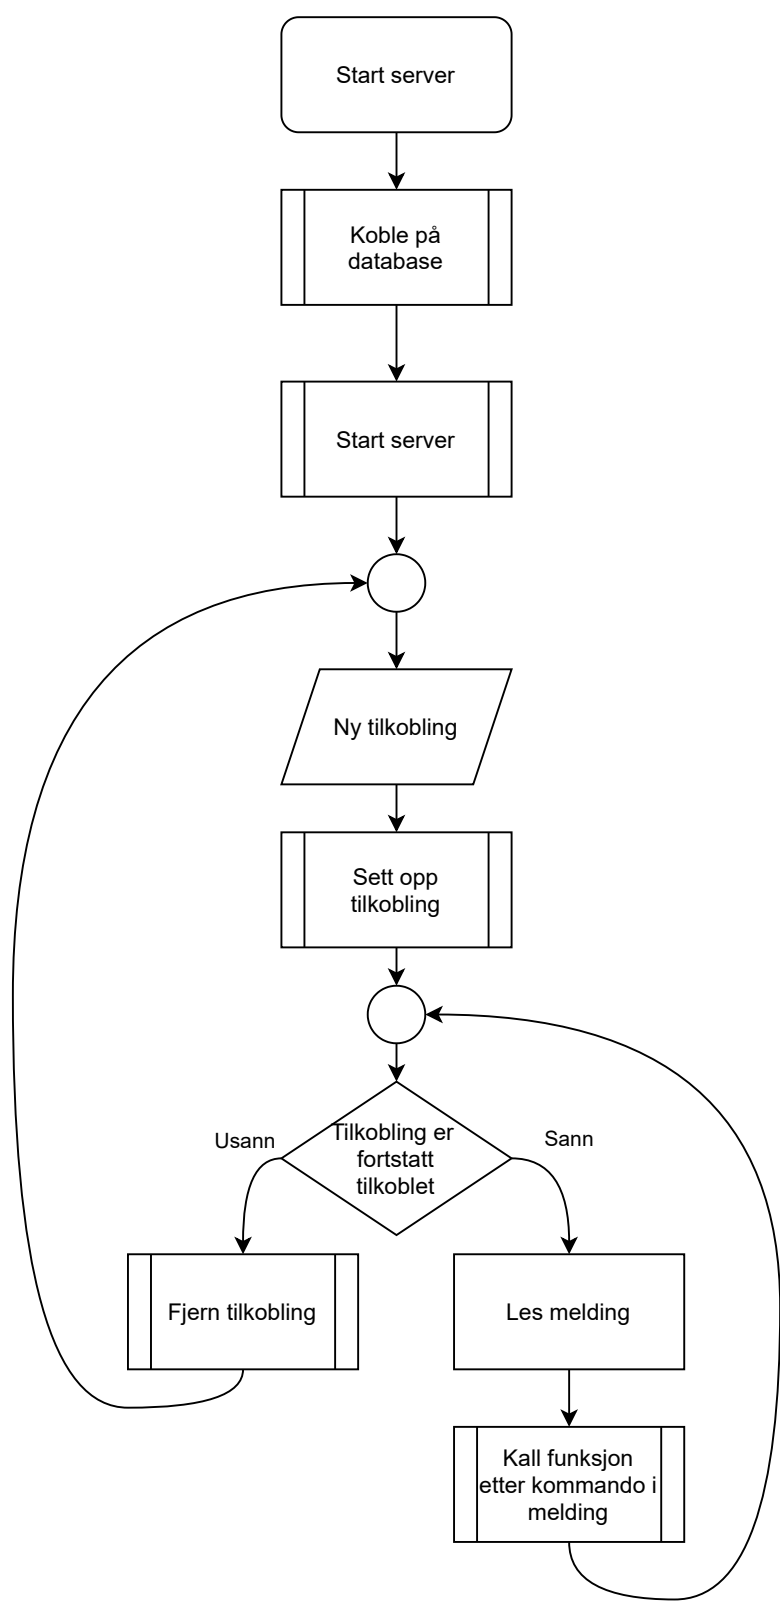 Start server
Koble på
database
Start server
Ny tilkobling
Sett opp
tilkobling
Tilkobling er
fortstatt
tilkoblet
Usann
Sann
Fjern tilkobling
Les melding
Kall funksjon
etter kommando i
melding